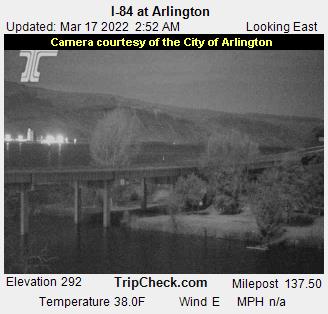 I-84 at Arlington
Updated: Mar 17 2022 2:52 AM Looking East
Camera courtesy of the City of Arlington
Elevation 292 TripCheck.com Milepost 137.50
Temperature 38.0F Wind E MPH n/a